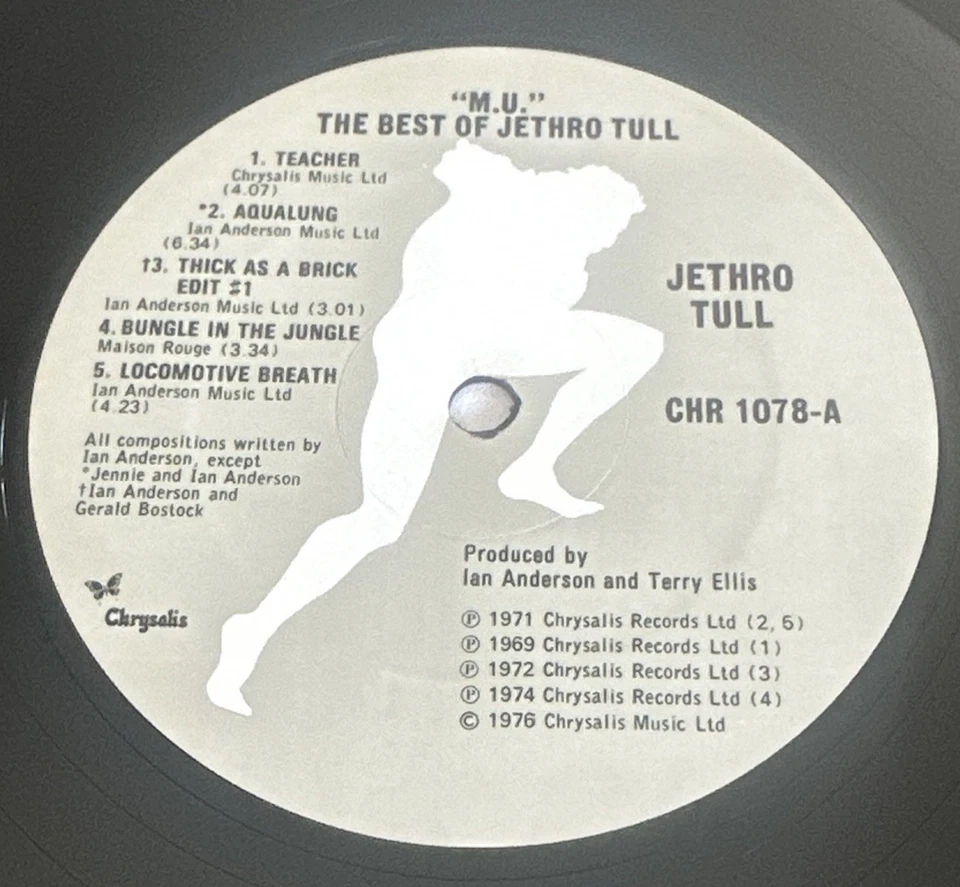 “M.U.”
THE BEST OF JETHRO TULL
1. TEACHER
Chrysalis Music Ltd
(4.07)
*2. AQUALUNG
Ian Anderson Music Ltd
(6.34)
†3. THICK AS A BRICK
EDIT #1
Ian Anderson Music Ltd (3.01)
4. BUNGLE IN THE JUNGLE
Maison Rouge (3.34)
5. LOCOMOTIVE BREATH
Ian Anderson Music Ltd
(4.23)
All compositions written by
Ian Anderson, except
*Jennie and Ian Anderson
†Ian Anderson and
Gerald Bostock
Chrysalis
JETHRO
TULL
CHR 1078-A
Produced by
Ian Anderson and Terry Ellis
℗ 1971 Chrysalis Records Ltd (2, 5)
℗ 1969 Chrysalis Records Ltd (1)
℗ 1972 Chrysalis Records Ltd (3)
℗ 1974 Chrysalis Records Ltd (4)
© 1976 Chrysalis Music Ltd